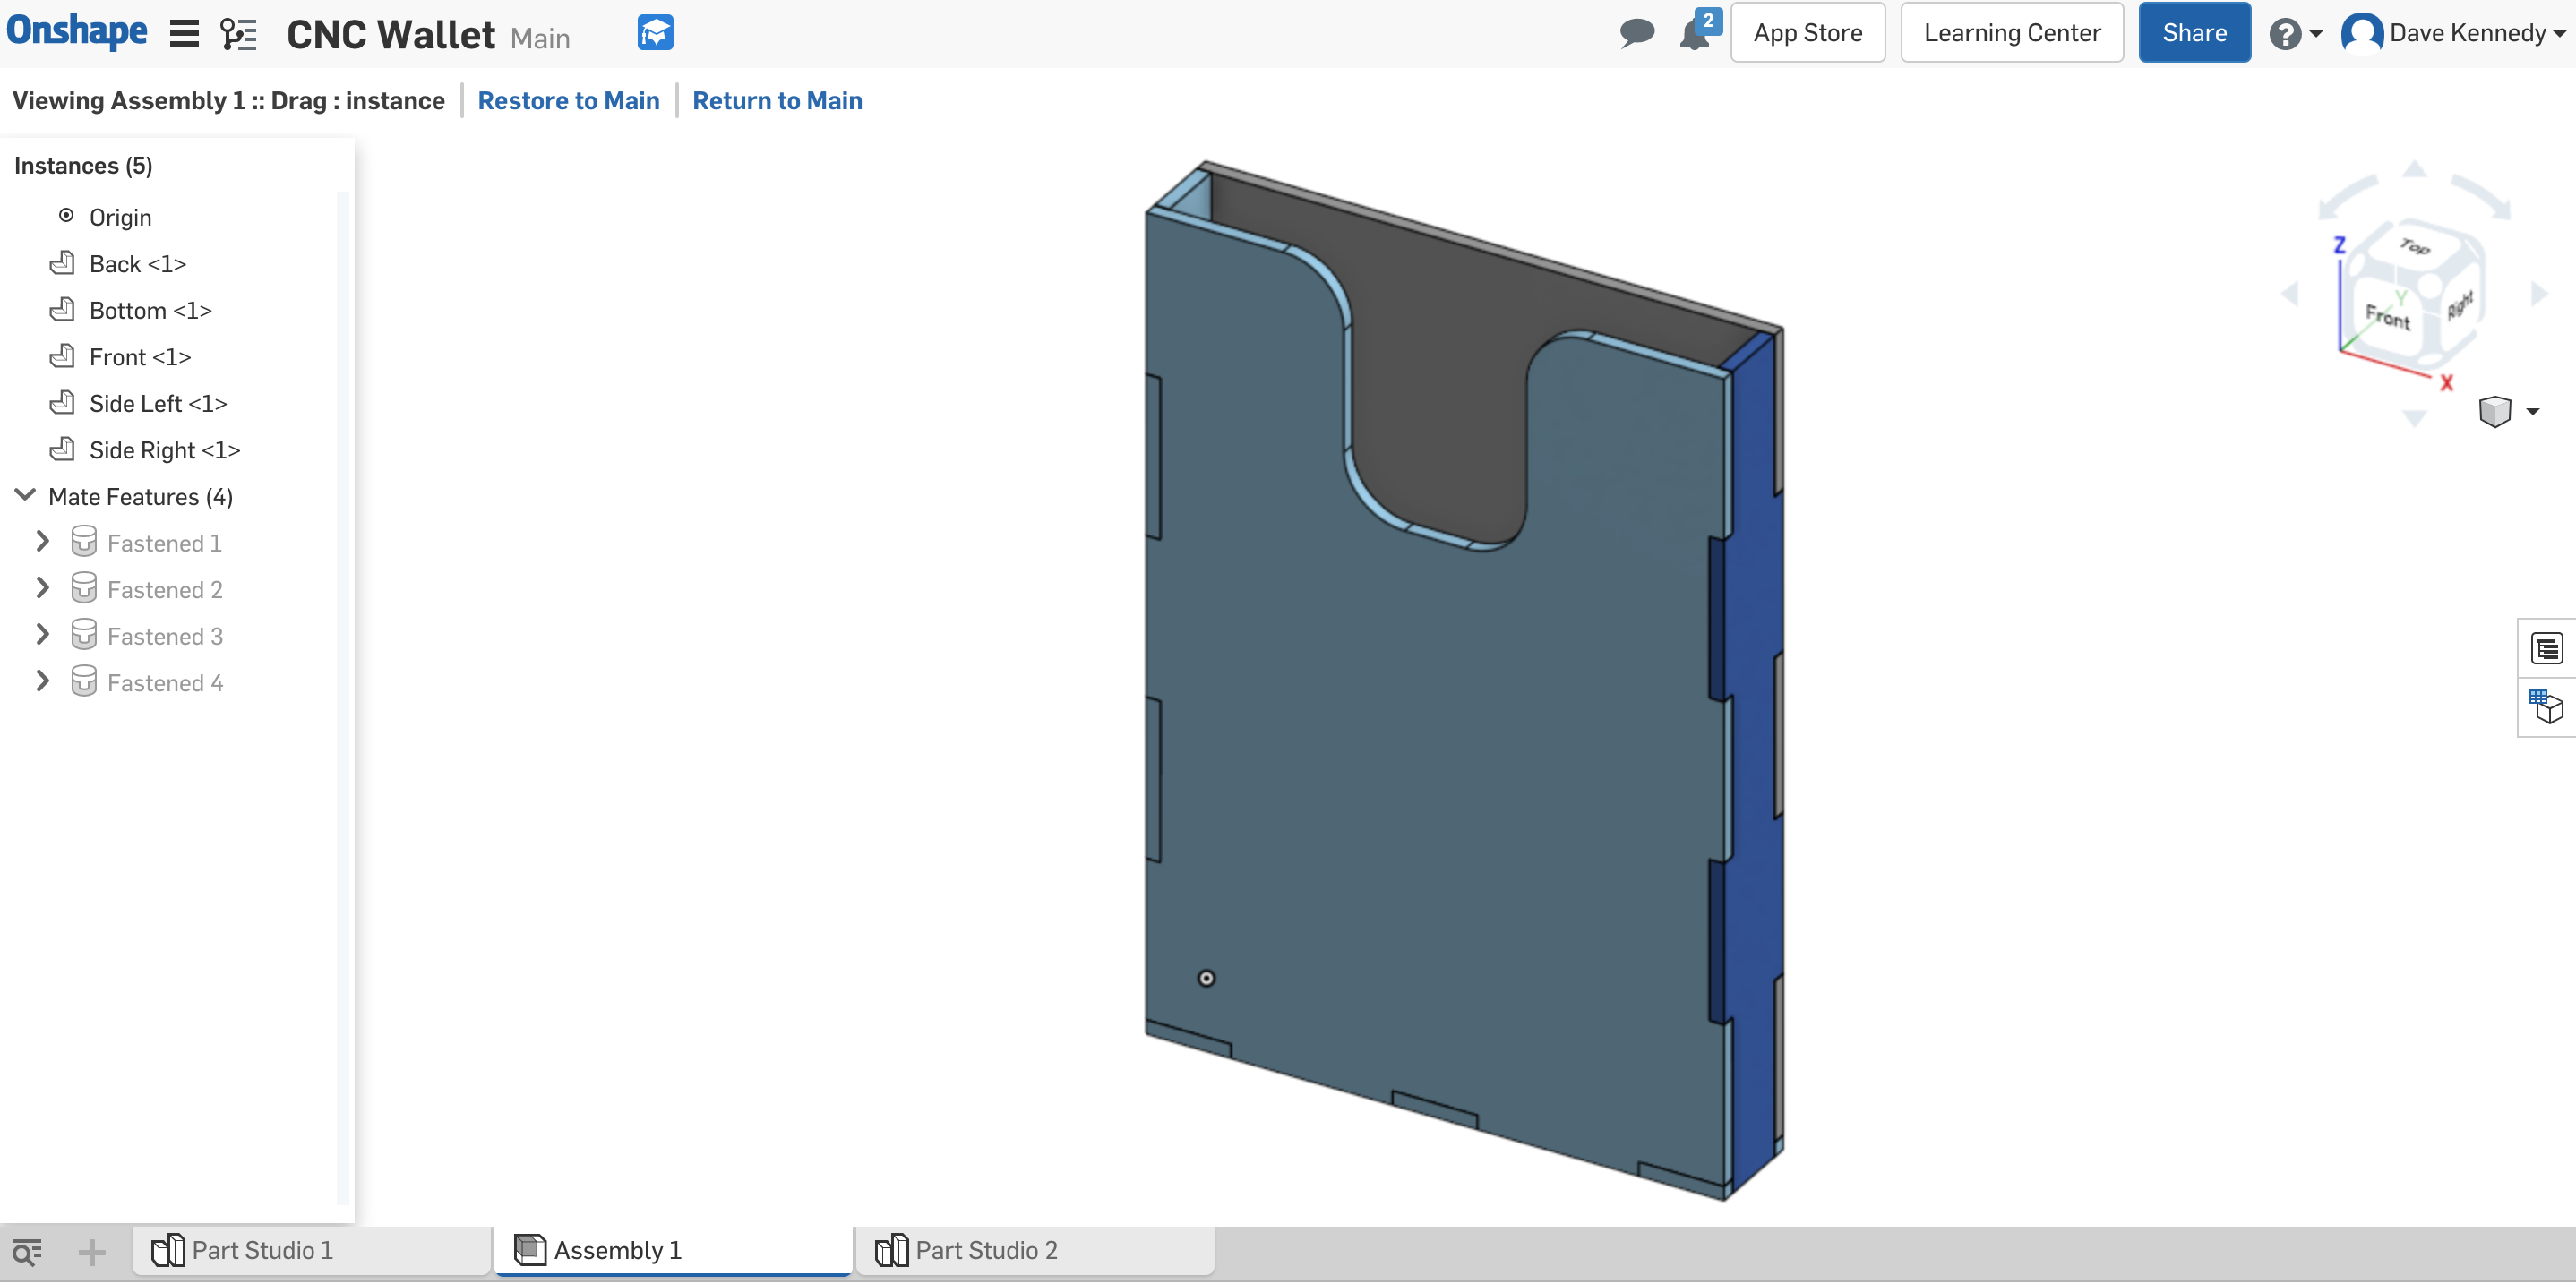 Onshape CNC Wallet Main 2 App Store Learning Center Share Dave Kennedy
Viewing Assembly 1 :: Drag : instance Restore to Main Return to Main
Instances (5)
Origin
Back <1>
Bottom <1>
Front <1>
Side Left <1>
Side Right <1>
Mate Features (4)
Fastened 1
Fastened 2
Fastened 3
Fastened 4
Z
Top
Y
Front
Right
X
Part Studio 1 Assembly 1 Part Studio 2